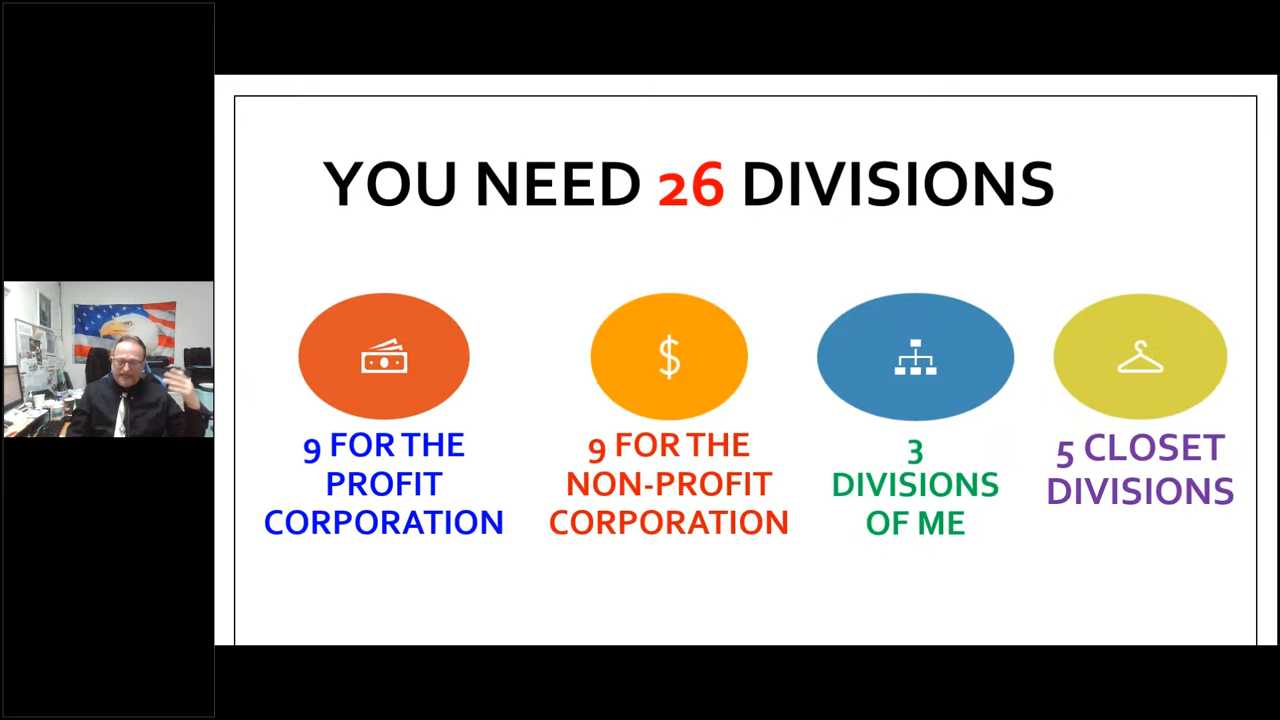 YOU NEED 26 DIVISIONS
9 FOR THE
PROFIT
CORPORATION
9 FOR THE
NON-PROFIT
CORPORATION
3
DIVISIONS
OF ME
5 CLOSET
DIVISIONS